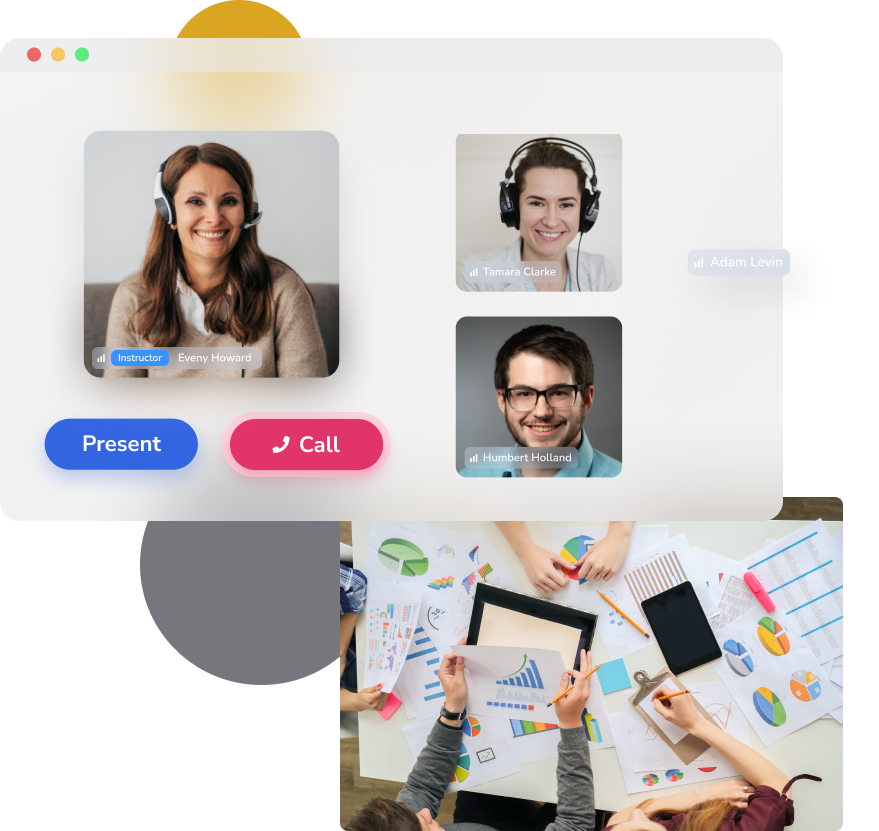 Instructor Eveny Howard
Present
Call
Tamara Clarke
Humbert Holland
Adam Levin